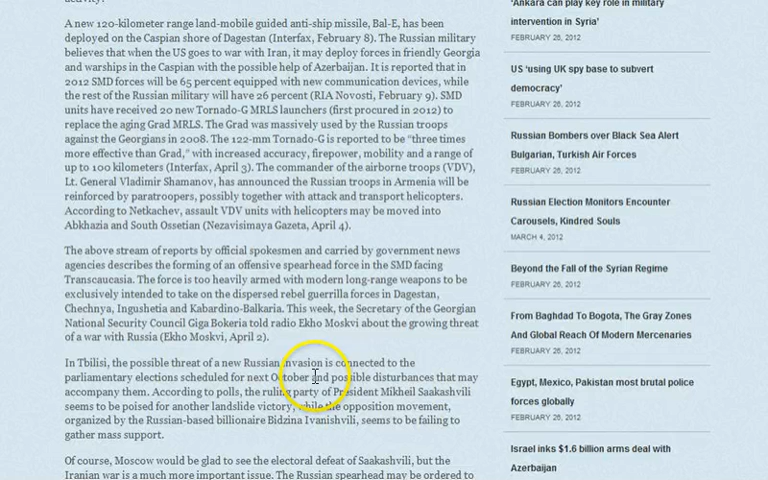 A new 120-kilometer range land-mobile guided anti-ship missile, Bal-E, has been
deployed on the Caspian shore of Dagestan (Interfax, February 8). The Russian military
believes that when the US goes to war with Iran, it may deploy forces in friendly Georgia
and warships in the Caspian with the possible help of Azerbaijan. It is reported that in
2012 SMD forces will be 65 percent equipped with new communication devices, while
the rest of the Russian military will have 26 percent (RIA Novosti, February 9). SMD
units have received 20 new Tornado-G MRLS launchers (first procured in 2012) to
replace the aging Grad MRLS. The Grad was massively used by the Russian troops
against the Georgians in 2008. The 122-mm Tornado-G is reported to be “three times
more effective than Grad,” with increased accuracy, firepower, mobility and a range of
up to 100 kilometers (Interfax, April 3). The commander of the airborne troops (VDV),
Lt. General Vladimir Shamanov, has announced the Russian troops in Armenia will be
reinforced by paratroopers, possibly together with attack and transport helicopters.
According to Netkachev, assault VDV units with helicopters may be moved into
Abkhazia and South Ossetian (Nezavisimaya Gazeta, April 4).
The above stream of reports by official spokesmen and carried by government news
agencies describes the forming of an offensive spearhead force in the SMD facing
Transcaucasia. The force is too heavily armed with modern long-range weapons to be
exclusively intended to take on the dispersed rebel guerrilla forces in Dagestan,
Chechnya, Ingushetia and Kabardino-Balkaria. This week, the Secretary of the Georgian
National Security Council Giga Bokeria told radio Ekho Moskvi about the growing threat
of a war with Russia (Ekho Moskvi, April 2).
In Tbilisi, the possible threat of a new Russian invasion is connected to the
parliamentary elections scheduled for next October and possible disturbances that may
accompany them. According to polls, the ruling party of President Mikheil Saakashvili
seems to be poised for another landslide victory, while the opposition movement,
organized by the Russian-based billionaire Bidzina Ivanishvili, seems to be failing to
gather mass support.
Of course, Moscow would be glad to see the electoral defeat of Saakashvili, but the
Iranian war is a much more important issue. The Russian spearhead may be ordered to
‘Ankara can play key role in military
intervention in Syria’
FEBRUARY 26, 2012
US ‘using UK spy base to subvert
democracy’
FEBRUARY 26, 2012
Russian Bombers over Black Sea Alert
Bulgarian, Turkish Air Forces
FEBRUARY 26, 2012
Russian Election Monitors Encounter
Carousels, Kindred Souls
MARCH 4, 2012
Beyond the Fall of the Syrian Regime
FEBRUARY 26, 2012
From Baghdad To Bogota, The Gray Zones
And Global Reach Of Modern Mercenaries
FEBRUARY 26, 2012
Egypt, Mexico, Pakistan most brutal police
forces globally
FEBRUARY 26, 2012
Israel inks $1.6 billion arms deal with
Azerbaijan